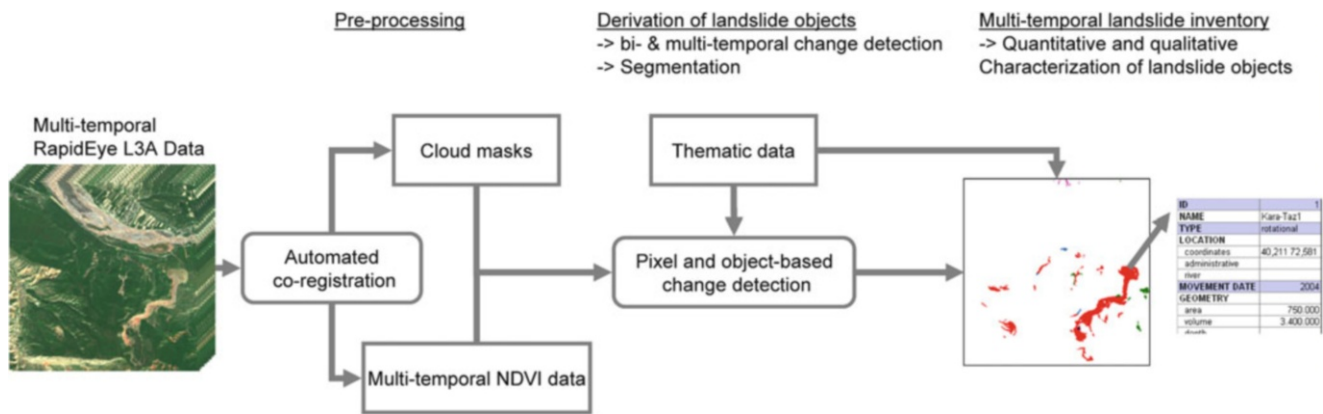 Pre-processing
Derivation of landslide objects
-> bi- & multi-temporal change detection
-> Segmentation
Multi-temporal landslide inventory
-> Quantitative and qualitative
Characterization of landslide objects
Multi-temporal
RapidEye L3A Data
Cloud masks
Thematic data
Automated
co-registration
Pixel and object-based
change detection
Multi-temporal NDVI data
ID 1
NAME Kara-Taz1
TYPE rotational
LOCATION
coordinates 40,211 72,581
administrative
river
MOVEMENT DATE 2004
GEOMETRY
area 750.000
volume 3.400.000